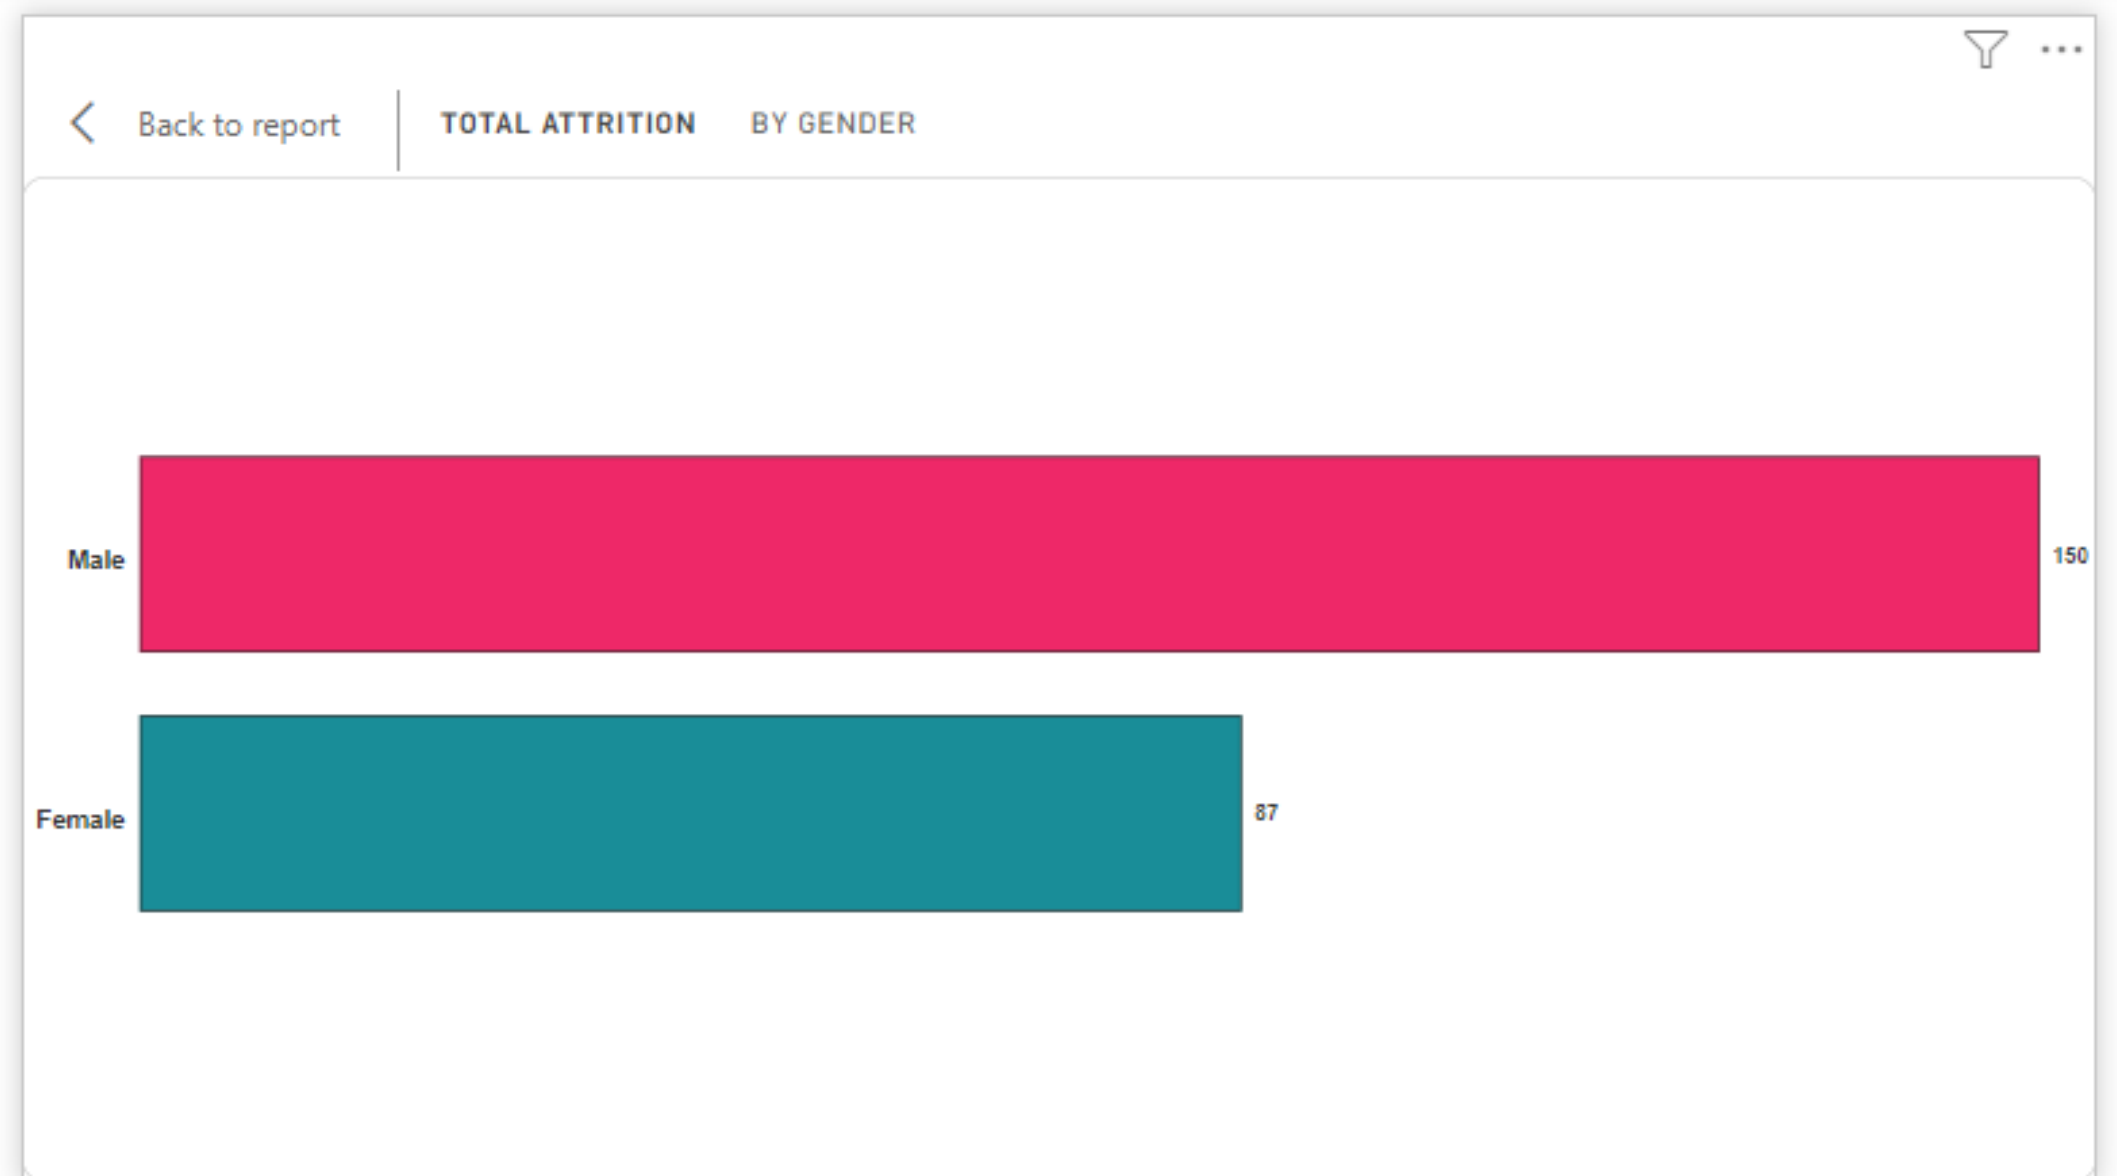 Back to report
TOTAL ATTRITION BY GENDER
Male
150
Female
87